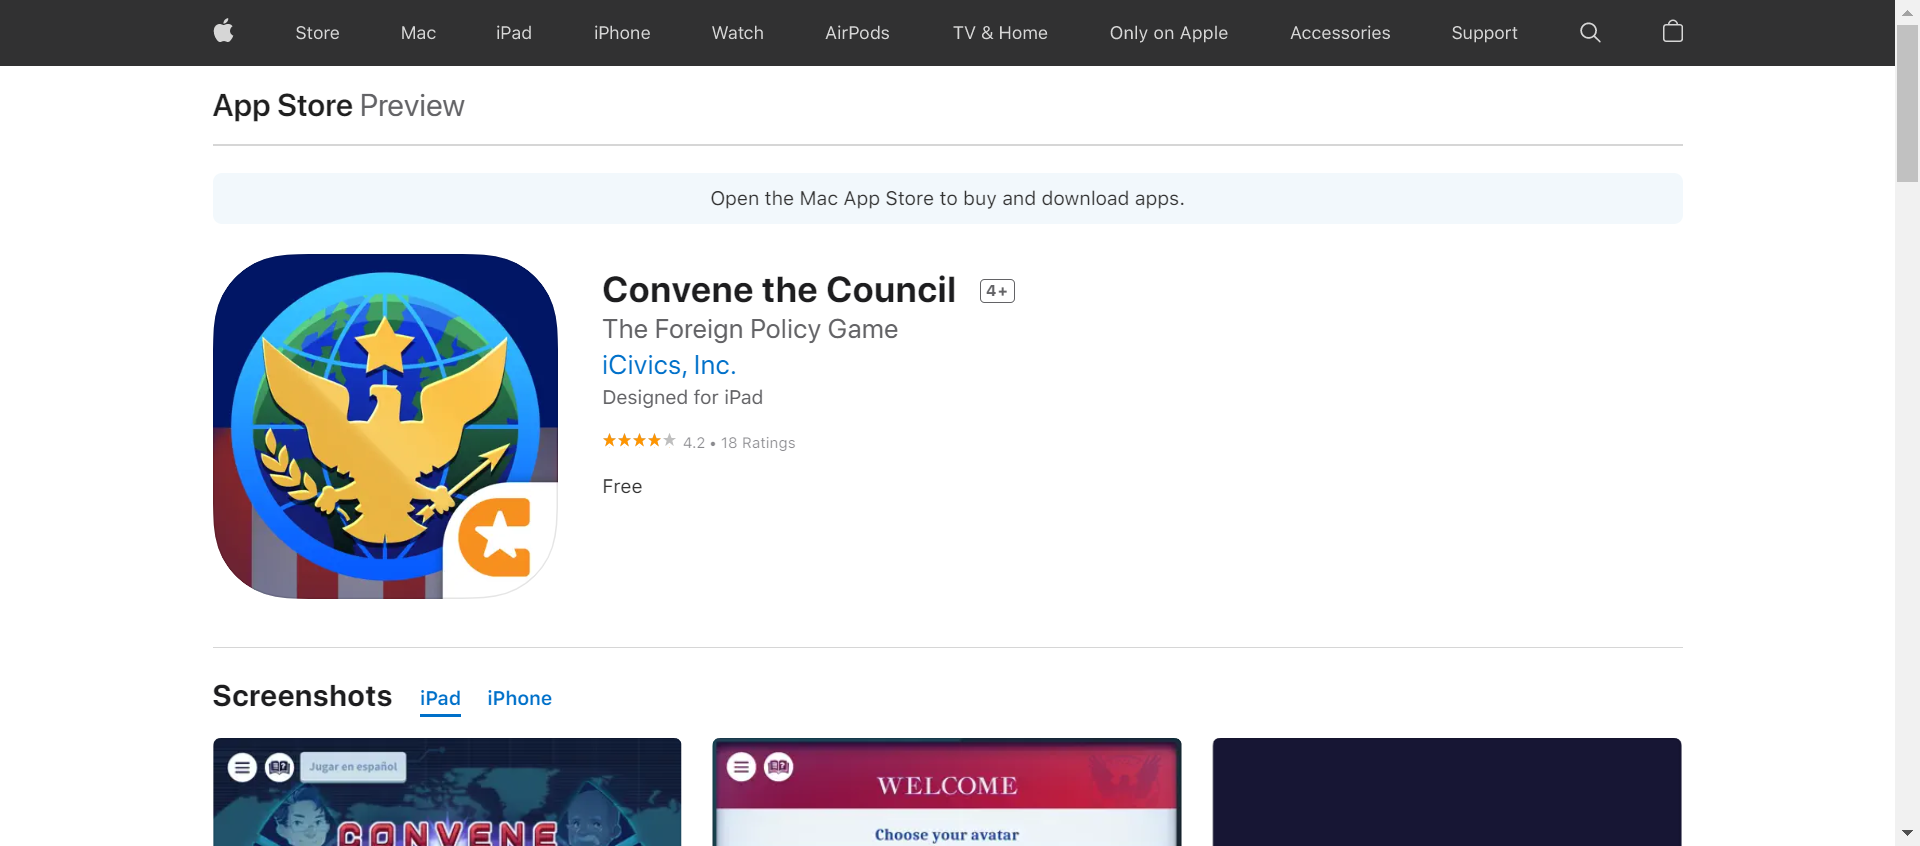 Store Mac iPad iPhone Watch AirPods TV & Home Only on Apple Accessories Support
App Store Preview
Open the Mac App Store to buy and download apps.
Convene the Council 4+
The Foreign Policy Game
iCivics, Inc.
Designed for iPad
4.2 • 18 Ratings
Free
Screenshots iPad iPhone
Jugar en español
CONVENE
WELCOME
Choose your avatar